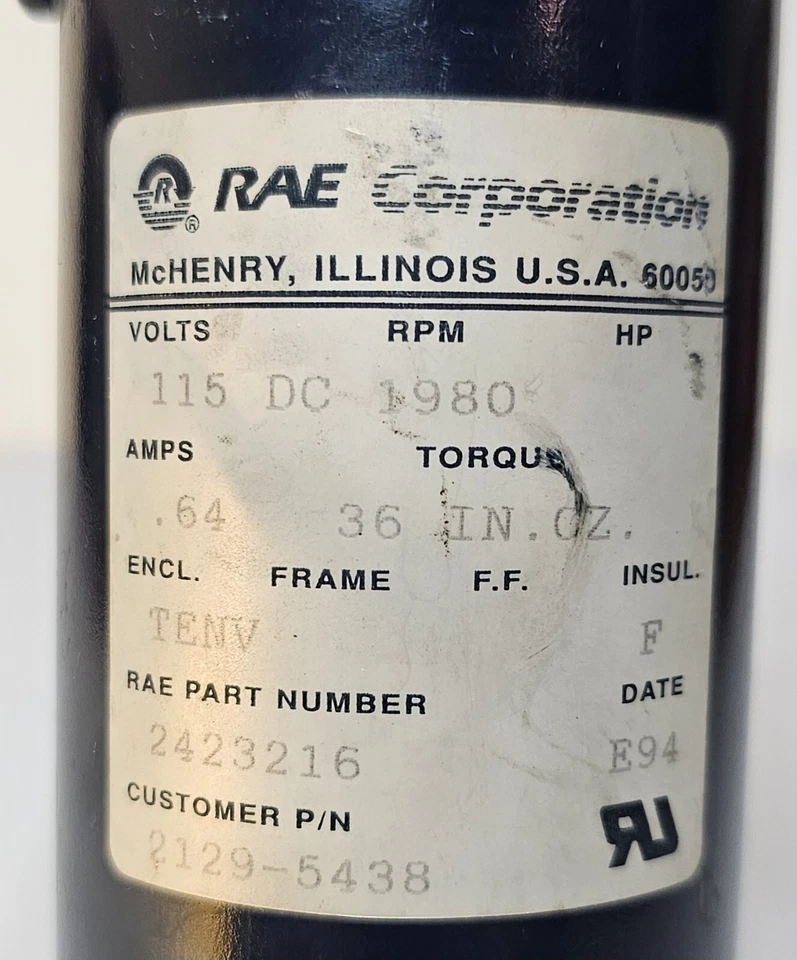 R RAE Corporation
®
McHENRY, ILLINOIS U.S.A. 60050
VOLTS RPM HP
115 DC 1980
AMPS TORQUE
.64 36 IN.OZ.
ENCL. FRAME F.F. INSUL.
TENV F
RAE PART NUMBER DATE
2423216 E94
CUSTOMER P/N
2129-5438 RU